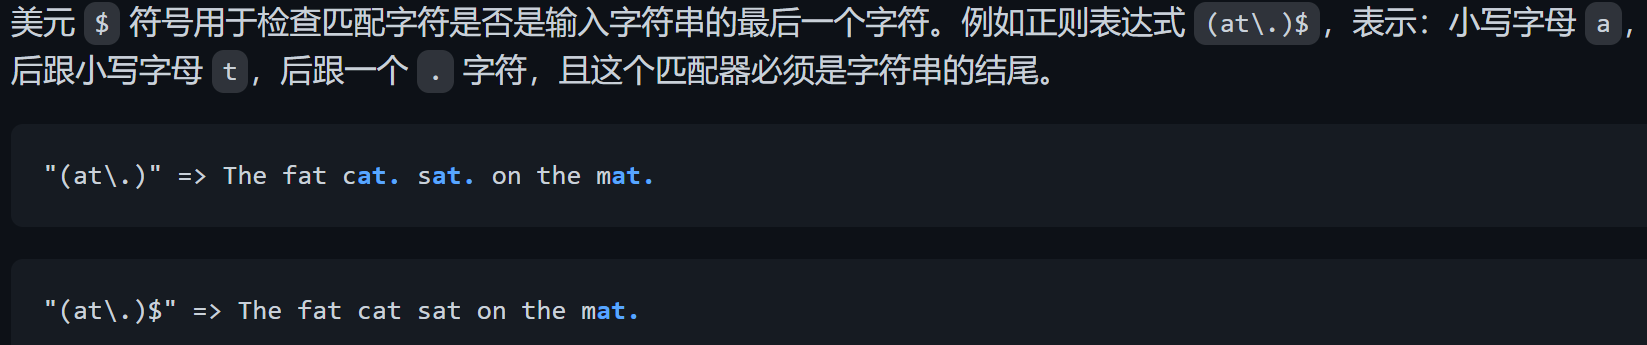 美元 $ 符号用于检查匹配字符是否是输入字符串的最后一个字符。例如正则表达式 (at\.)$，表示：小写字母 a，
后跟小写字母 t，后跟一个 . 字符，且这个匹配器必须是字符串的结尾。
"(at\.)" => The fat cat. sat. on the mat.
"(at\.)$" => The fat cat sat on the mat.